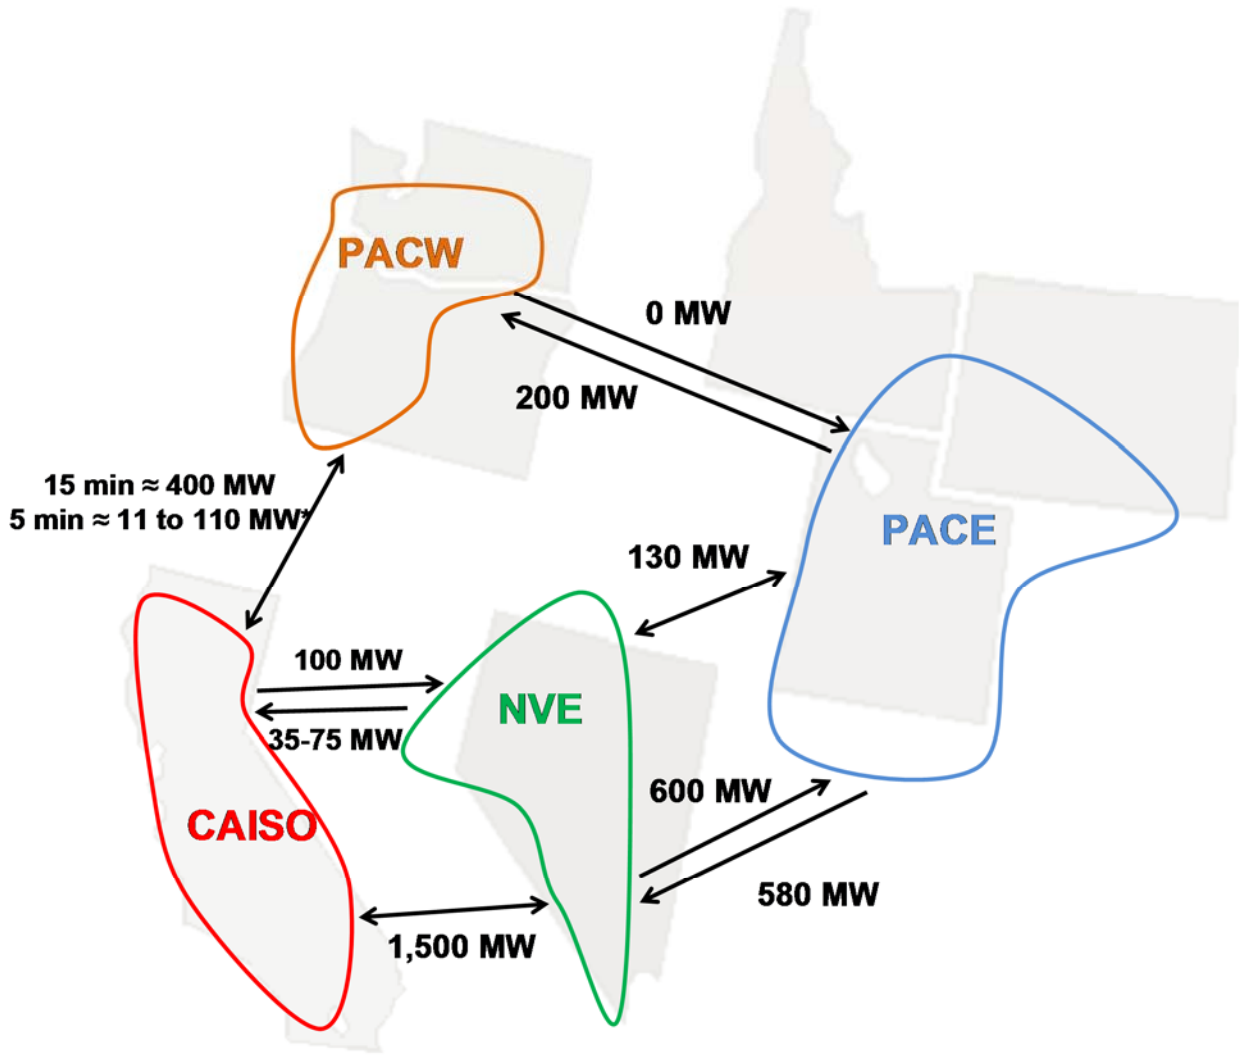 PACW
0 MW
200 MW
15 min ≈ 400 MW
5 min ≈ 11 to 110 MW*
PACE
130 MW
100 MW
NVE
35-75 MW
600 MW
CAISO
580 MW
1,500 MW